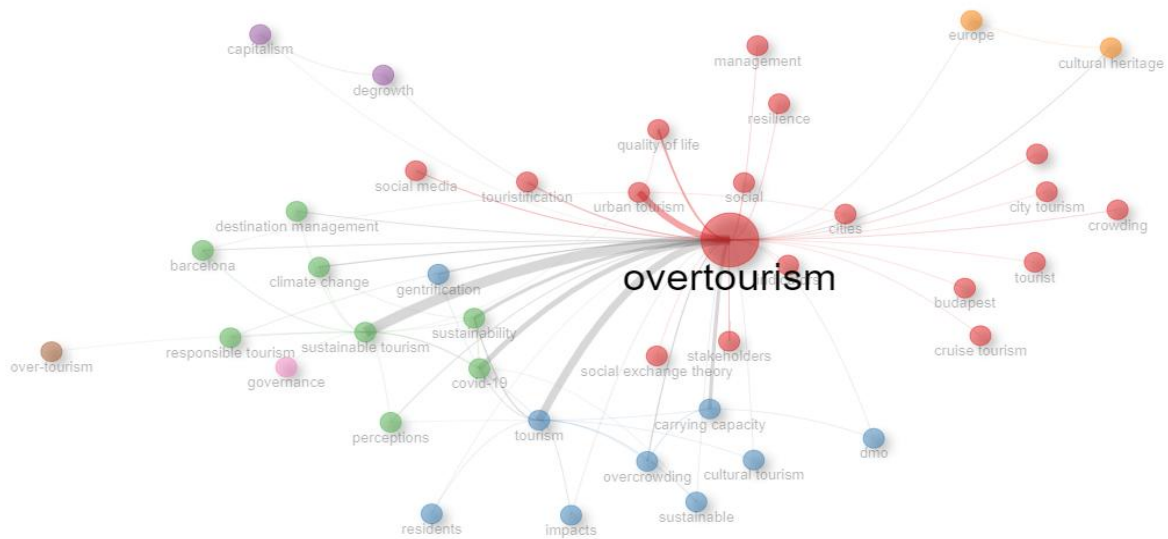 capitalism
europe
cultural heritage
management
degrowth
resilience
quality of life
social media
touristification
urban tourism
social
cities
city tourism
crowding
destination management
barcelona
climate change
gentrification
overtourism
tourist
budapest
sustainability
responsible tourism
sustainable tourism
stakeholders
cruise tourism
over-tourism
governance
covid-19
social exchange theory
perceptions
tourism
carrying capacity
dmo
overcrowding
cultural tourism
residents
impacts
sustainable